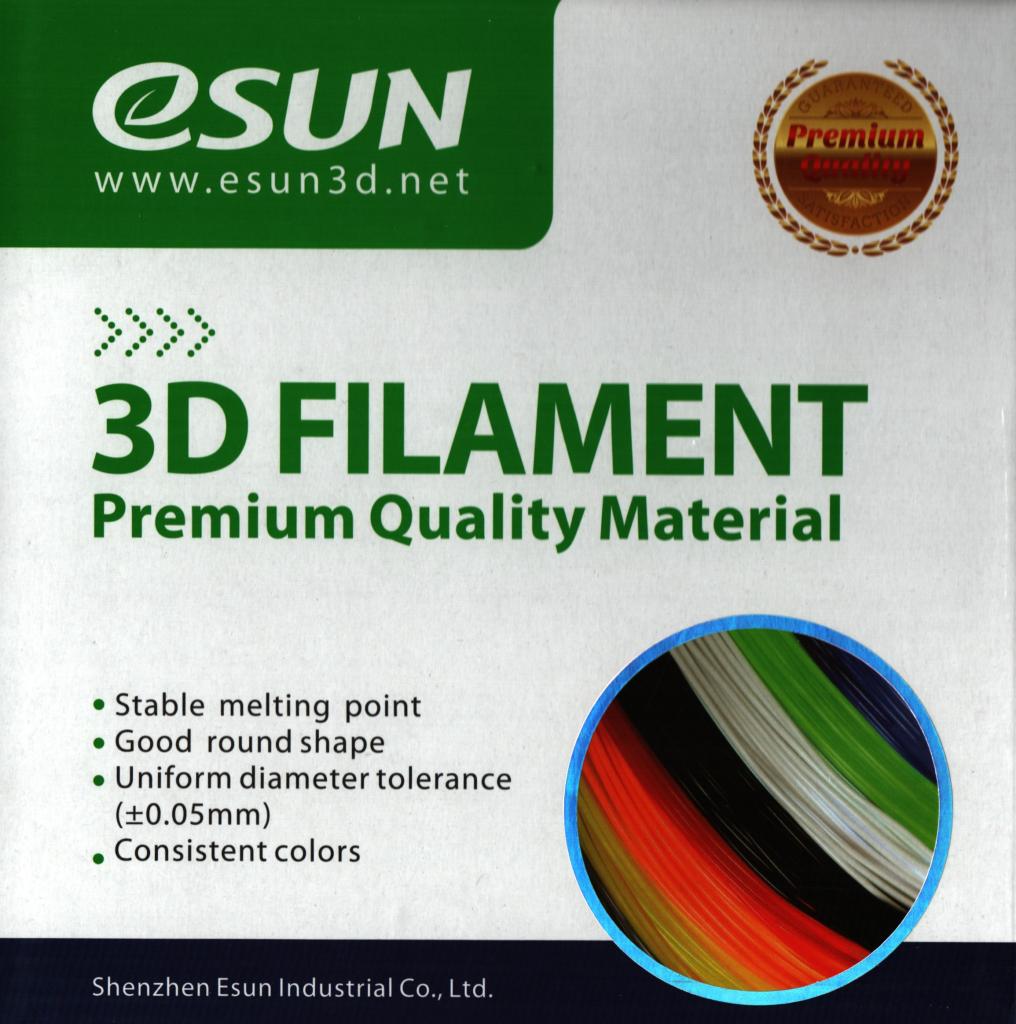 eSUN
www.esun3d.net
GUARANTEED
Premium
Quality
SATISFACTION
3D FILAMENT
Premium Quality Material
• Stable melting point
• Good round shape
• Uniform diameter tolerance
(±0.05mm)
• Consistent colors
Shenzhen Esun Industrial Co., Ltd.